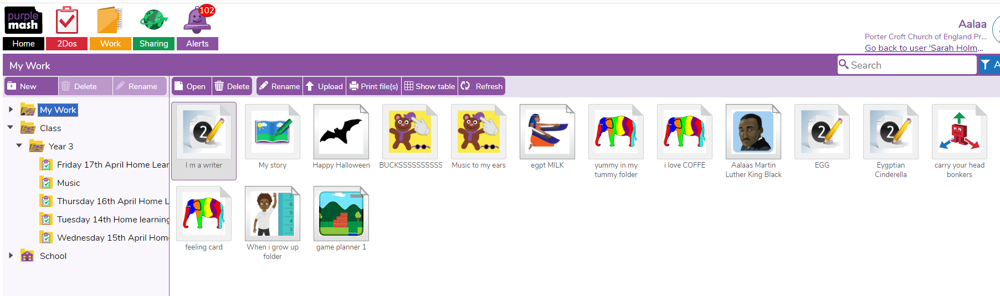 purple
mash
102
Home
2Dos
Work
Sharing
Alerts
Aalaa
Porter Croft Church of England Pr...
Go back to user 'Sarah Holm...
My Work
Search
A
New
Delete
Rename
Open
Delete
Rename
Upload
Print file(s)
Show table
Refresh
My Work
Class
Year 3
Friday 17th April Home Lear
Music
Thursday 16th April Home L
Tuesday 14th Home learning
Wednesday 15th April Hom
School
2
I m a writer
My story
Happy Halloween
BUCKSSSSSSSSSS
Music to my ears
egpt MILK
yummy in my
tummy folder
i love COFFE
Aalaas Martin
Luther King Black
2
EGG
2
Eygptian
Cinderella
carry your head
bonkers
feeling card
7
6
5
4
3
When i grow up
folder
game planner 1